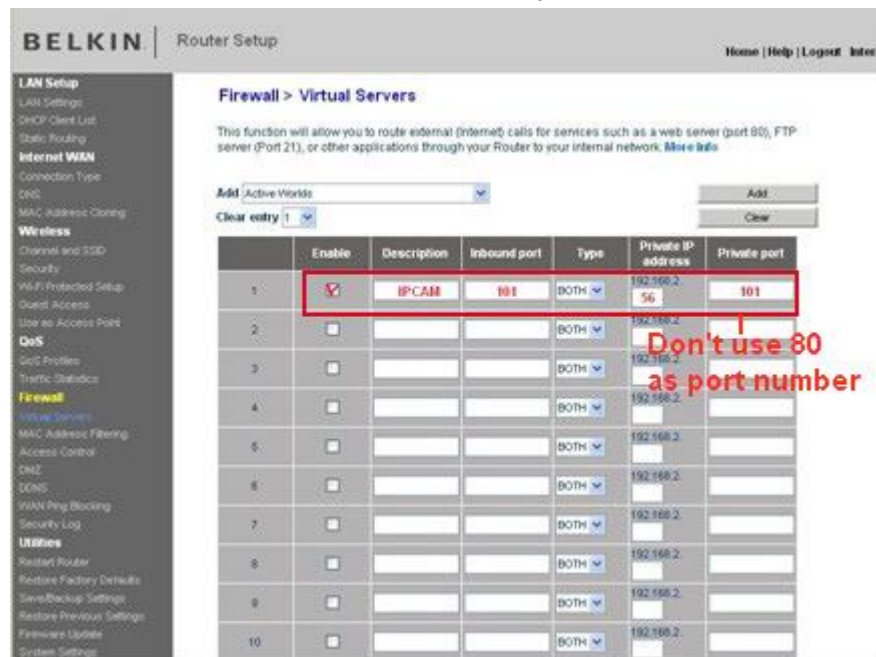 BELKIN
Router Setup
Home | Help | Logout Inter
LAN Setup
LAN Settings
DHCP Client List
Static Routing
Internet WAN
Connection Type
DNS
MAC Address Cloning
Wireless
Channel and SSID
Security
Wi-Fi Protected Setup
Guest Access
Use as Access Point
QoS
QoS Profiles
Traffic Statistics
Firewall
Virtual Servers
MAC Address Filtering
Access Control
DMZ
DDNS
WAN Ping Blocking
Security Log
Utilities
Restart Router
Restore Factory Defaults
Save/Backup Settings
Restore Previous Settings
Firmware Update
System Settings
Firewall > Virtual Servers
This function will allow you to route external (Internet) calls for services such as a web server (port 80), FTP
server (Port 21), or other applications through your Router to your internal network. More Info
Add Active Worlds Add
Clear entry 1 Clear
Enable Description Inbound port Type Private IP address Private port
1 IPCAM 101 BOTH 192.168.2. 56 101
2 BOTH 192.168.2.
Don't use 80
as port number
3 BOTH 192.168.2.
4 BOTH 192.168.2.
5 BOTH 192.168.2.
6 BOTH 192.168.2.
7 BOTH 192.168.2.
8 BOTH 192.168.2.
9 BOTH 192.168.2.
10 BOTH 192.168.2.